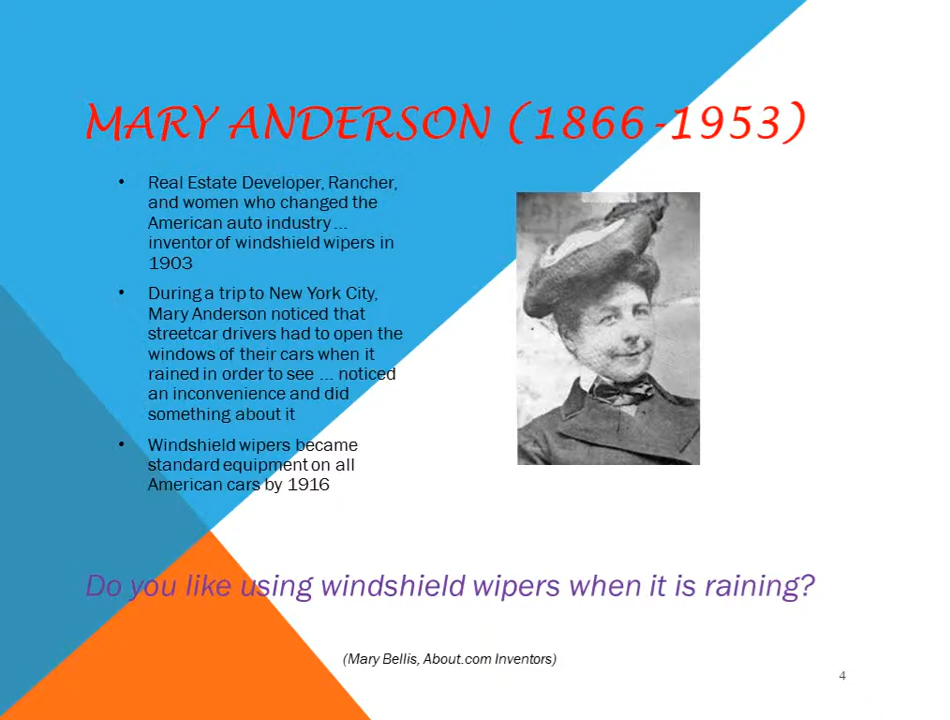 MARY ANDERSON (1866-1953)
• Real Estate Developer, Rancher,
and women who changed the
American auto industry ...
inventor of windshield wipers in
1903
• During a trip to New York City,
Mary Anderson noticed that
streetcar drivers had to open the
windows of their cars when it
rained in order to see ... noticed
an inconvenience and did
something about it
• Windshield wipers became
standard equipment on all
American cars by 1916
Do you like using windshield wipers when it is raining?
(Mary Bellis, About.com Inventors)
4